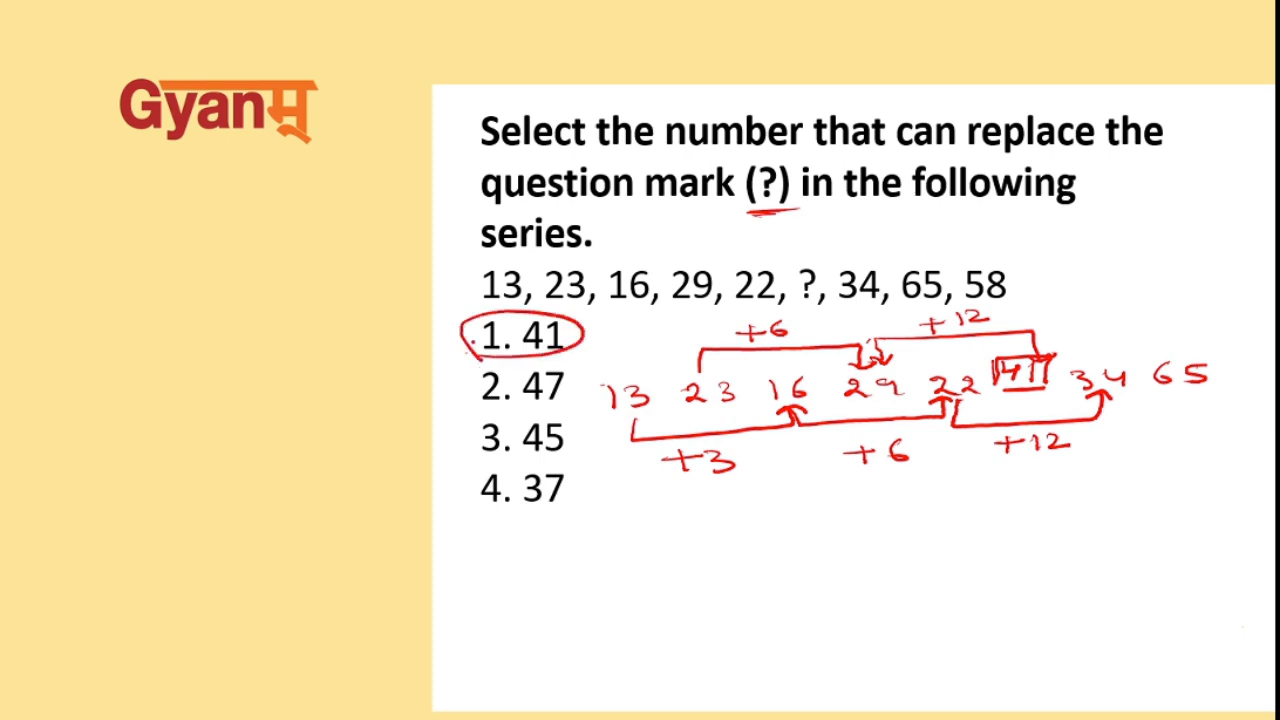 Gyanम्
Select the number that can replace the
question mark (?) in the following
series.
13, 23, 16, 29, 22, ?, 34, 65, 58
1. 41
2. 47
3. 45
4. 37
+6 +12
13 23 16 29 22 41 34 65
+3 +6 +12